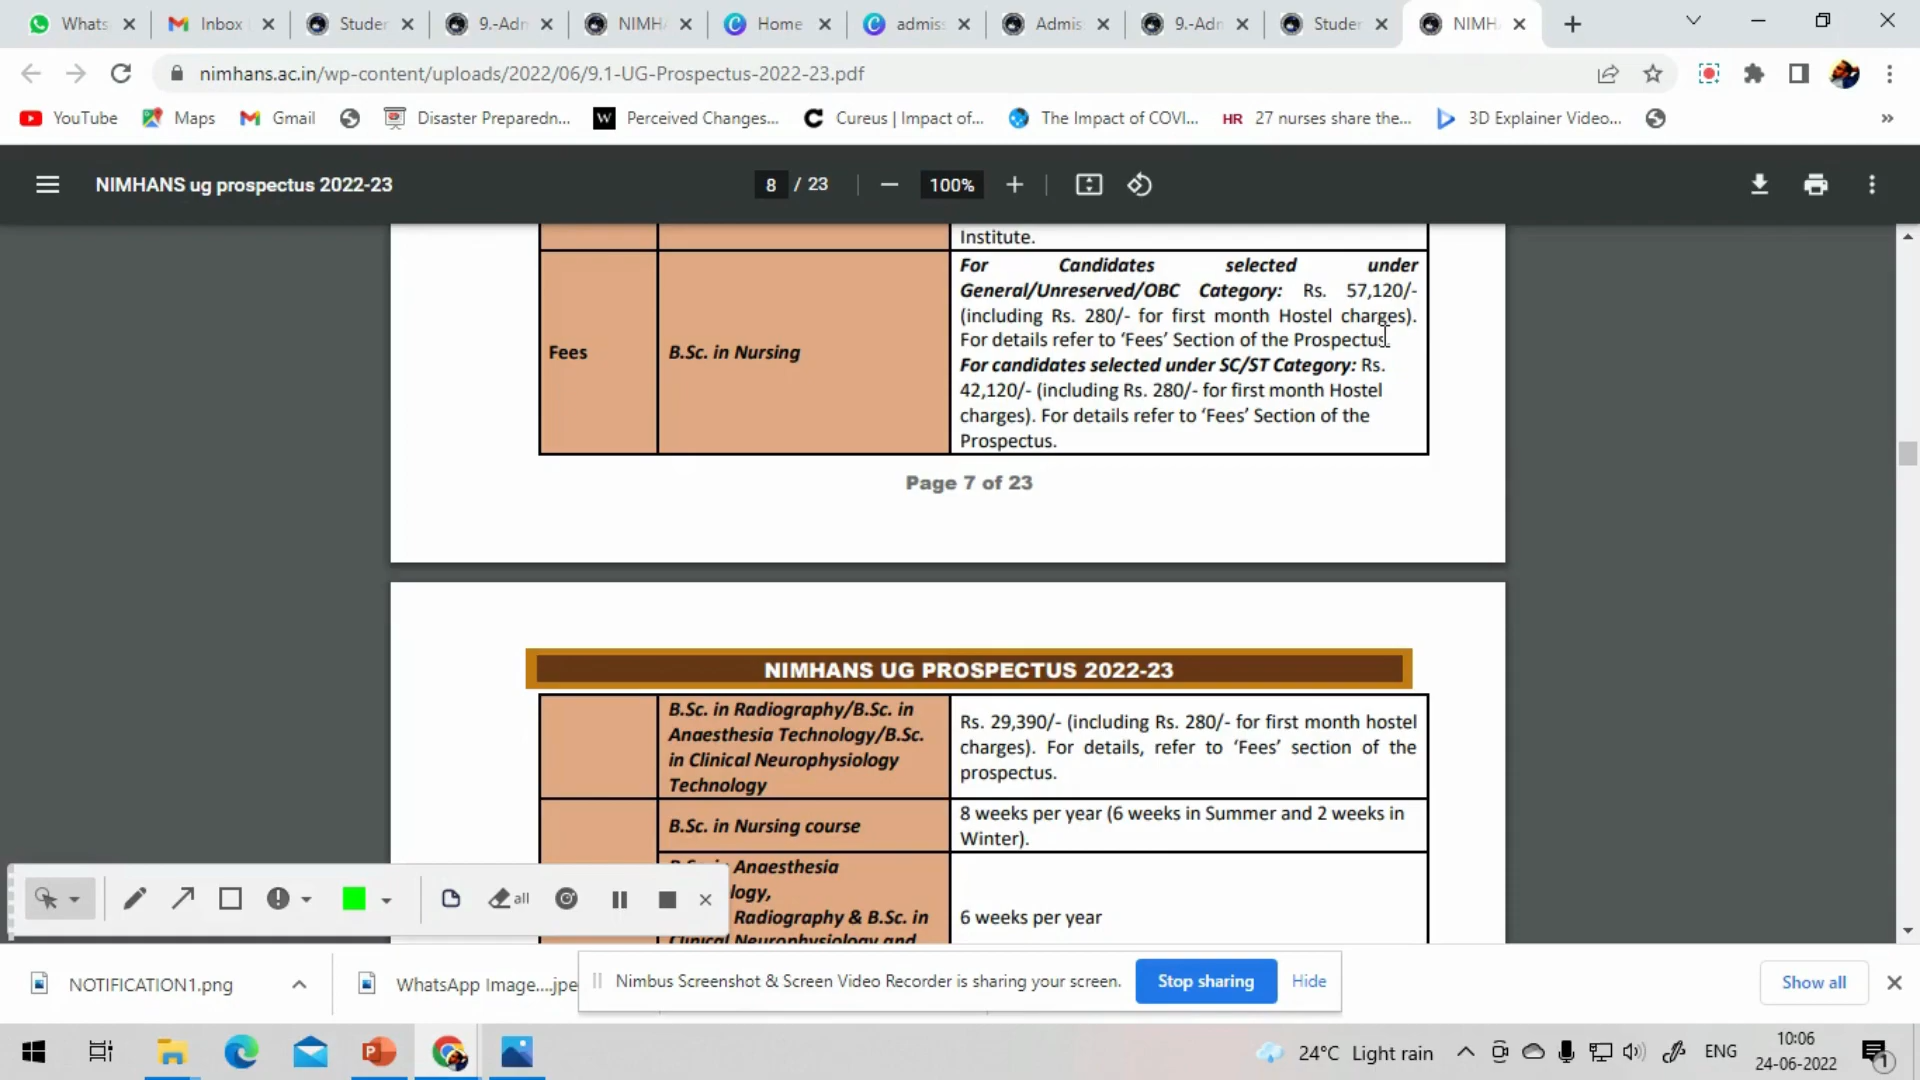 Whats
Inbox
Studer
9.-Adn
NIMH
Home
admis
Admis
9.-Adn
Studer
NIMH
nimhans.ac.in/wp-content/uploads/2022/06/9.1-UG-Prospectus-2022-23.pdf
YouTube
Maps
Gmail
Disaster Preparedn...
W
Perceived Changes...
Cureus | Impact of...
The Impact of COVI...
HR
27 nurses share the...
3D Explainer Video...
»
NIMHANS ug prospectus 2022-23
8 / 23
100%
Institute.
Fees
B.Sc. in Nursing
For Candidates selected under
General/Unreserved/OBC Category: Rs. 57,120/-
(including Rs. 280/- for first month Hostel charges).
For details refer to ‘Fees’ Section of the Prospectus.
For candidates selected under SC/ST Category: Rs.
42,120/- (including Rs. 280/- for first month Hostel
charges). For details refer to ‘Fees’ Section of the
Prospectus.
Page 7 of 23
NIMHANS UG PROSPECTUS 2022-23
B.Sc. in Radiography/B.Sc. in
Anaesthesia Technology/B.Sc.
in Clinical Neurophysiology
Technology
Rs. 29,390/- (including Rs. 280/- for first month hostel
charges). For details, refer to ‘Fees’ section of the
prospectus.
B.Sc. in Nursing course
8 weeks per year (6 weeks in Summer and 2 weeks in
Winter).
Anaesthesia
logy,
Radiography & B.Sc. in
Clinical Neurophysiology and
6 weeks per year
all
NOTIFICATION1.png
WhatsApp Image....jpe
Nimbus Screenshot & Screen Video Recorder is sharing your screen.
Stop sharing
Hide
Show all
24°C Light rain
ENG
10:06
24-06-2022
1